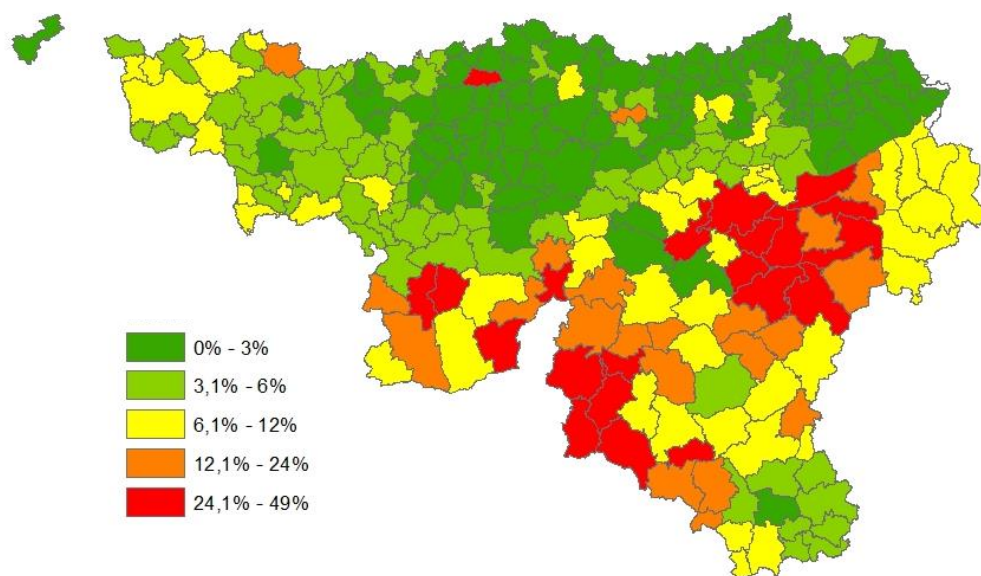 0% - 3%
3,1% - 6%
6,1% - 12%
12,1% - 24%
24,1% - 49%